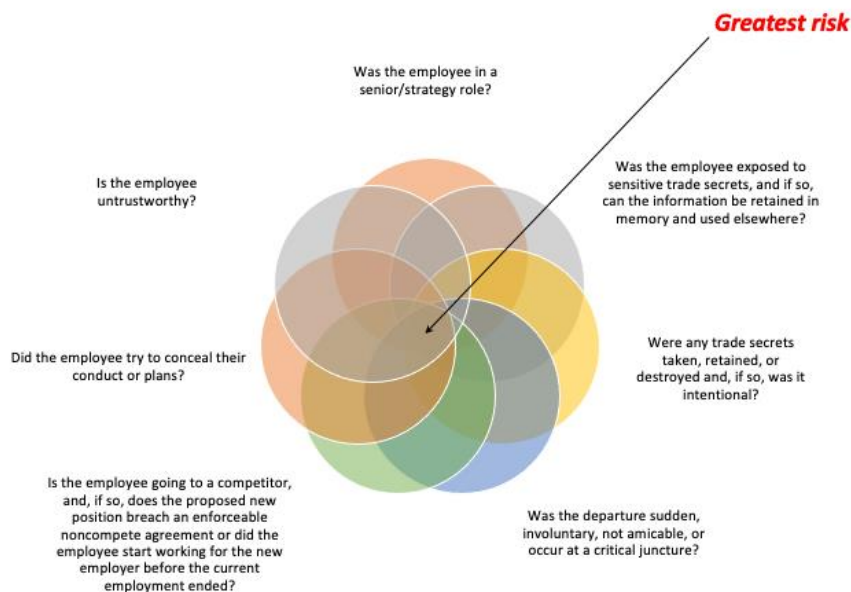 Greatest risk
Was the employee in a
senior/strategy role?
Is the employee
untrustworthy?
Was the employee exposed to
sensitive trade secrets, and if so,
can the information be retained in
memory and used elsewhere?
Did the employee try to conceal their
conduct or plans?
Were any trade secrets
taken, retained, or
destroyed and, if so, was it
intentional?
Is the employee going to a competitor,
and, if so, does the proposed new
position breach an enforceable
noncompete agreement or did the
employee start working for the new
employer before the current
employment ended?
Was the departure sudden,
involuntary, not amicable, or
occur at a critical juncture?